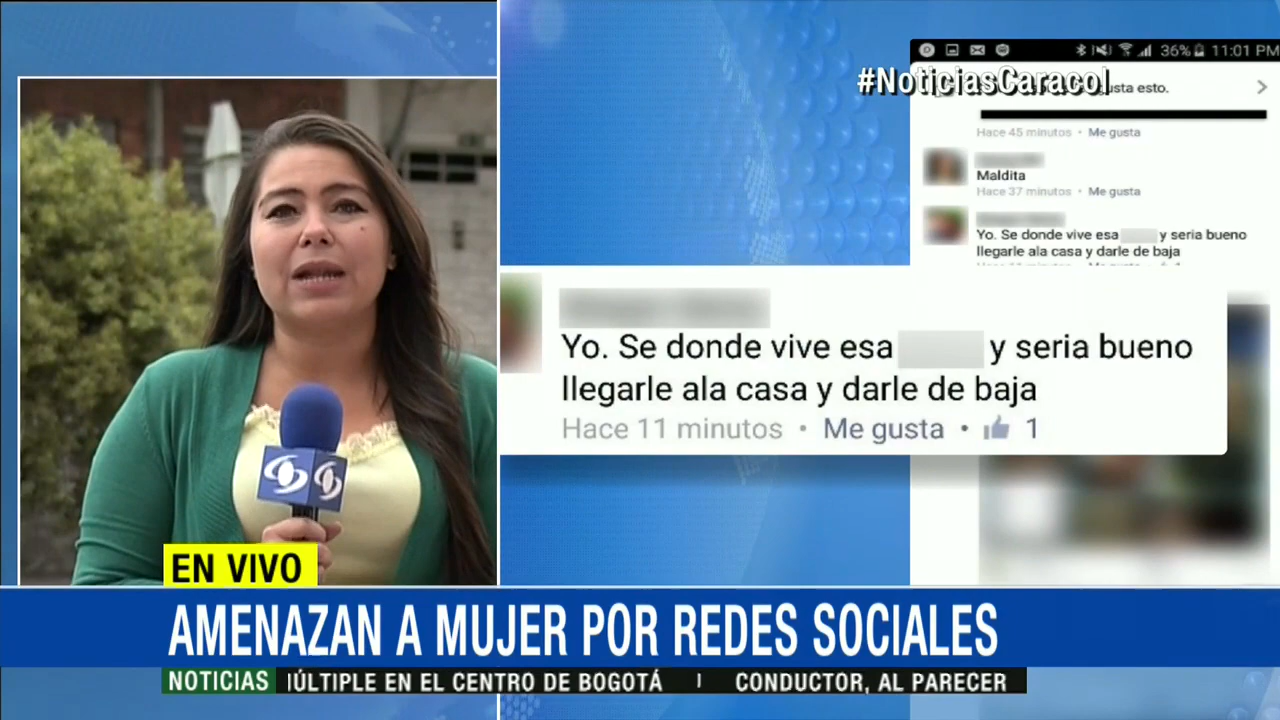 36% 11:01 PM
#NoticiasCaracol
usta esto.
Hace 45 minutos • Me gusta
Maldita
Hace 37 minutos • Me gusta
Yo. Se donde vive esa y seria bueno
llegarle ala casa y darle de baja
Yo. Se donde vive esa y seria bueno
llegarle ala casa y darle de baja
Hace 11 minutos • Me gusta • 1
EN VIVO
AMENAZAN A MUJER POR REDES SOCIALES
NOTICIAS IÚLTIPLE EN EL CENTRO DE BOGOTÁ | CONDUCTOR, AL PARECER